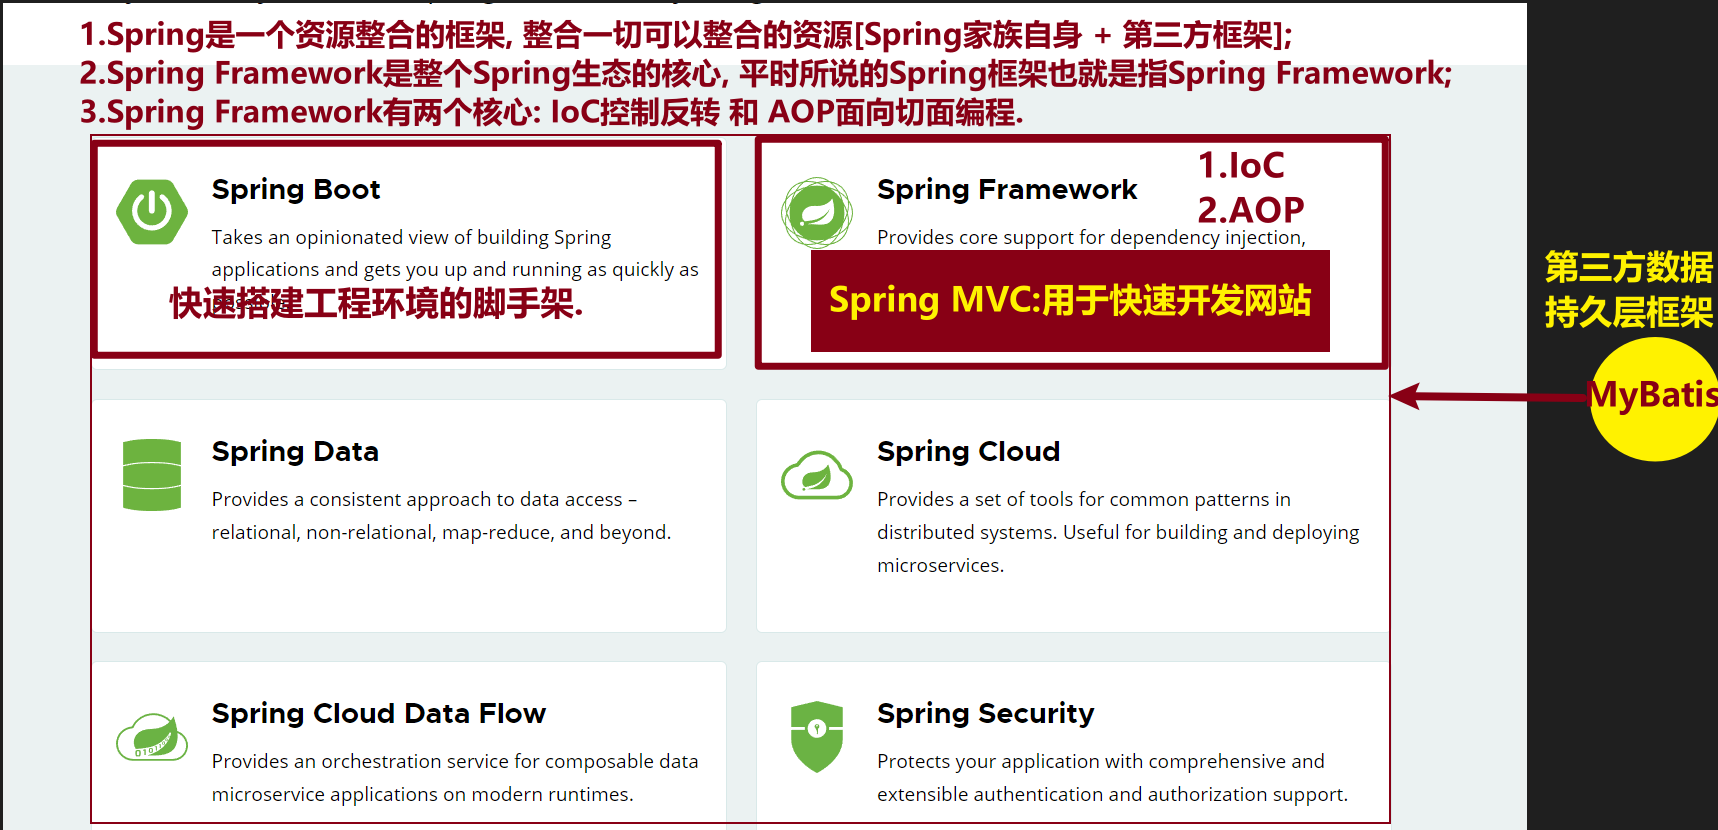 1.Spring是一个资源整合的框架, 整合一切可以整合的资源[Spring家族自身 + 第三方框架];
2.Spring Framework是整个Spring生态的核心, 平时所说的Spring框架也就是指Spring Framework;
3.Spring Framework有两个核心: IoC控制反转 和 AOP面向切面编程.
Spring Boot
Takes an opinionated view of building Spring
applications and gets you up and running as quickly as
快速搭建工程环境的脚手架.
Spring Framework
1.IoC
2.AOP
Provides core support for dependency injection,
Spring MVC:用于快速开发网站
第三方数据
持久层框架
MyBatis
Spring Data
Provides a consistent approach to data access –
relational, non-relational, map-reduce, and beyond.
Spring Cloud
Provides a set of tools for common patterns in
distributed systems. Useful for building and deploying
microservices.
Spring Cloud Data Flow
Provides an orchestration service for composable data
microservice applications on modern runtimes.
Spring Security
Protects your application with comprehensive and
extensible authentication and authorization support.